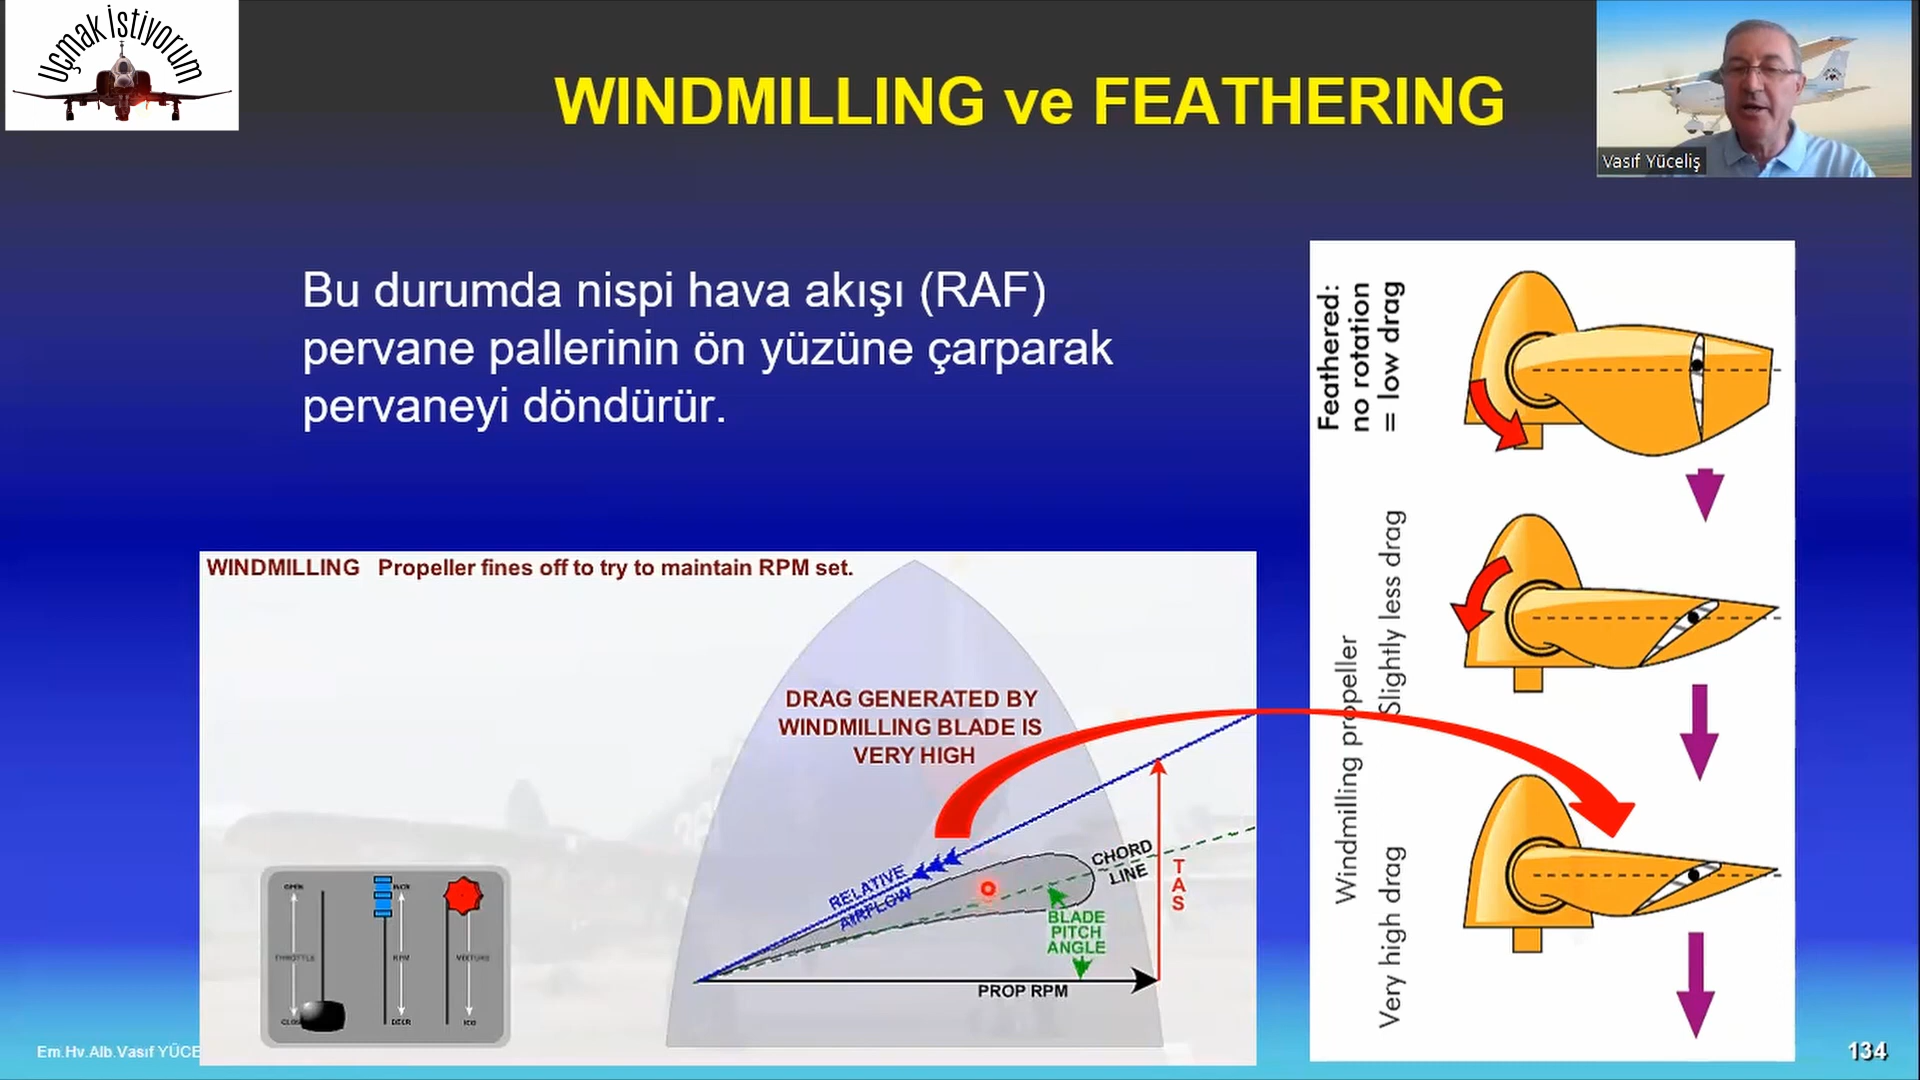 Uçmak İstiyorum
WINDMILLING ve FEATHERING
Vasıf Yüceliş
Bu durumda nispi hava akışı (RAF)
pervane pallerinin ön yüzüne çarparak
pervaneyi döndürür.
WINDMILLING Propeller fines off to try to maintain RPM set.
DRAG GENERATED BY
WINDMILLING BLADE IS
VERY HIGH
RELATIVE
AIRFLOW
CHORD
LINE
TAS
BLADE
PITCH
ANGLE
PROP RPM
OPEN
INCR
THROTTLE
RPM
MIXTURE
DECR
ICO
Feathered:
no rotation
= low drag
Windmilling propeller
Slightly less drag
Very high drag
Em.Hv.Alb.Vasıf YÜCE
134